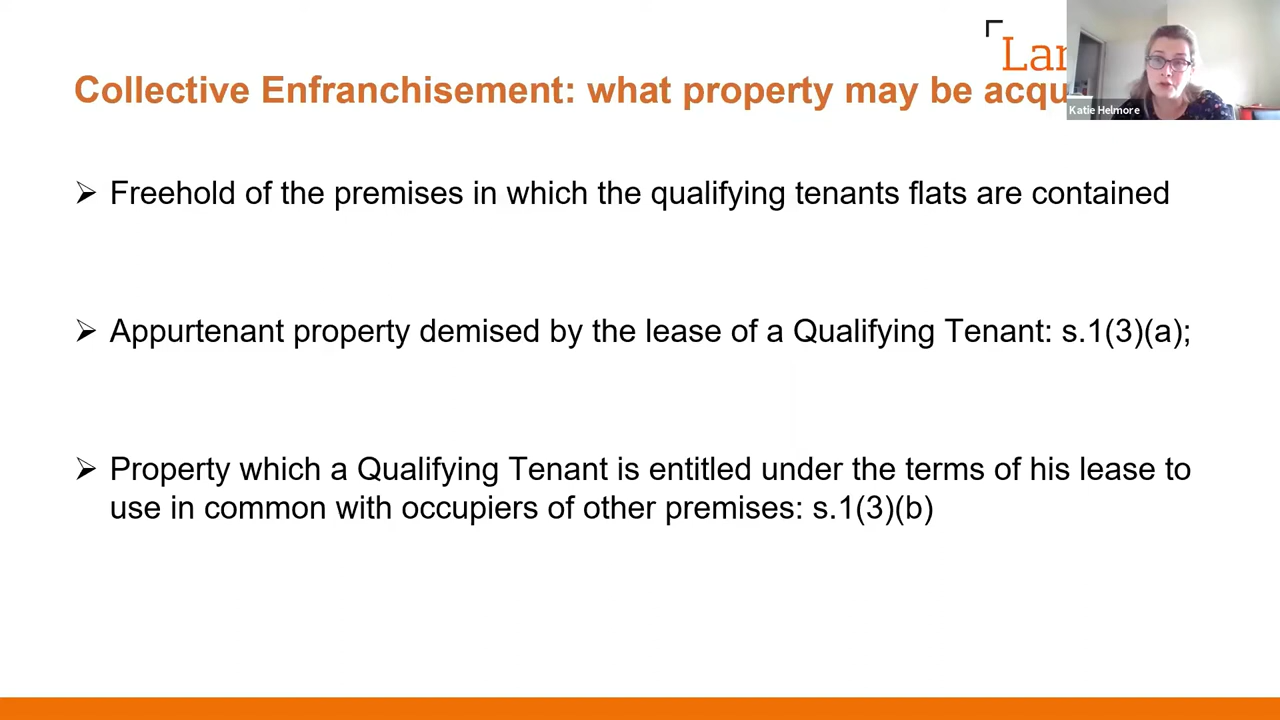 Lan
Collective Enfranchisement: what property may be acqu
Katie Helmore
➢ Freehold of the premises in which the qualifying tenants flats are contained
➢ Appurtenant property demised by the lease of a Qualifying Tenant: s.1(3)(a);
➢ Property which a Qualifying Tenant is entitled under the terms of his lease to
use in common with occupiers of other premises: s.1(3)(b)